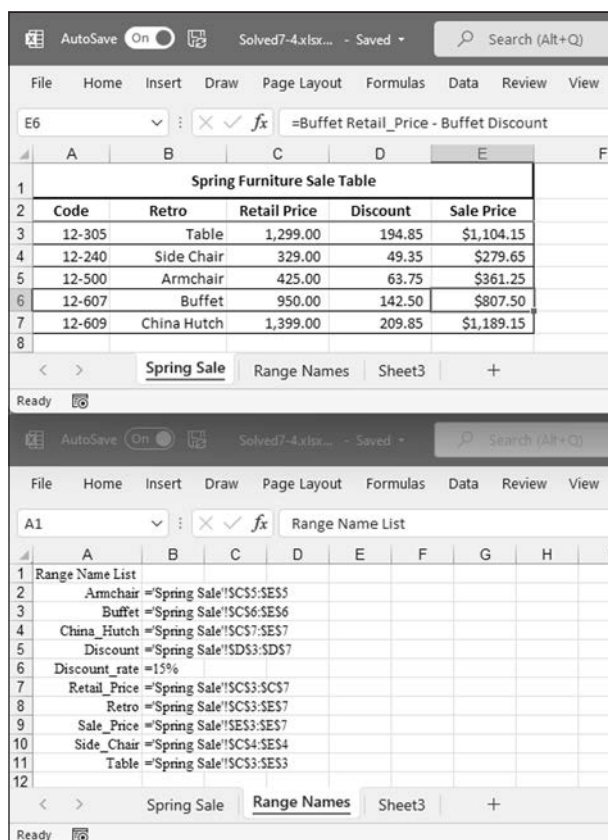 AutoSave On Solved7-4.xlsx... - Saved Search (Alt+Q)
File Home Insert Draw Page Layout Formulas Data Review View
E6 fx =Buffet Retail_Price - Buffet Discount
A B C D E F
1 Spring Furniture Sale Table
2 Code Retro Retail Price Discount Sale Price
3 12-305 Table 1,299.00 194.85 $1,104.15
4 12-240 Side Chair 329.00 49.35 $279.65
5 12-500 Armchair 425.00 63.75 $361.25
6 12-607 Buffet 950.00 142.50 $807.50
7 12-609 China Hutch 1,399.00 209.85 $1,189.15
8
Spring Sale Range Names Sheet3 +
Ready
AutoSave On Solved7-4.xlsx... - Saved Search (Alt+Q)
File Home Insert Draw Page Layout Formulas Data Review View
A1 fx Range Name List
A B C D E F G H
1 Range Name List
2 Armchair ='Spring Sale'!$C$5:$E$5
3 Buffet ='Spring Sale'!$C$6:$E$6
4 China_Hutch ='Spring Sale'!$C$7:$E$7
5 Discount ='Spring Sale'!$D$3:$D$7
6 Discount_rate =15%
7 Retail_Price ='Spring Sale'!$C$3:$C$7
8 Retro ='Spring Sale'!$C$3:$E$7
9 Sale_Price ='Spring Sale'!$E$3:$E$7
10 Side_Chair ='Spring Sale'!$C$4:$E$4
11 Table ='Spring Sale'!$C$3:$E$3
12
Spring Sale Range Names Sheet3 +
Ready